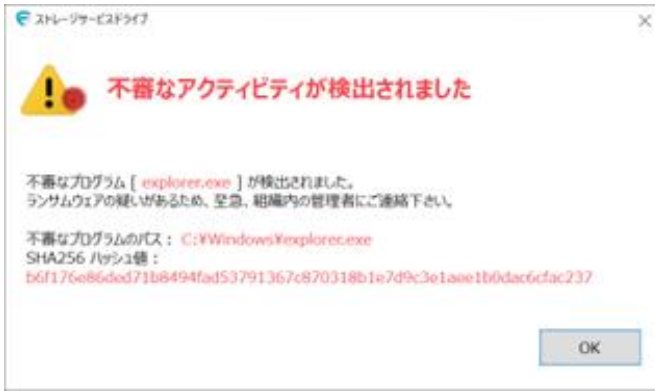 ストレージサービスドライブ
不審なアクティビティが検出されました
不審なプログラム [ explorer.exe ] が検出されました。
ランサムウェアの疑いがあるため、至急、組織内の管理者にご連絡下さい。
不審なプログラムのパス： C:¥Windows¥explorer.exe
SHA256 ハッシュ値：
b6f176e86ded71b8494fad53791367c870318b1e7d9c3e1aee1b0dac6cfac237
OK